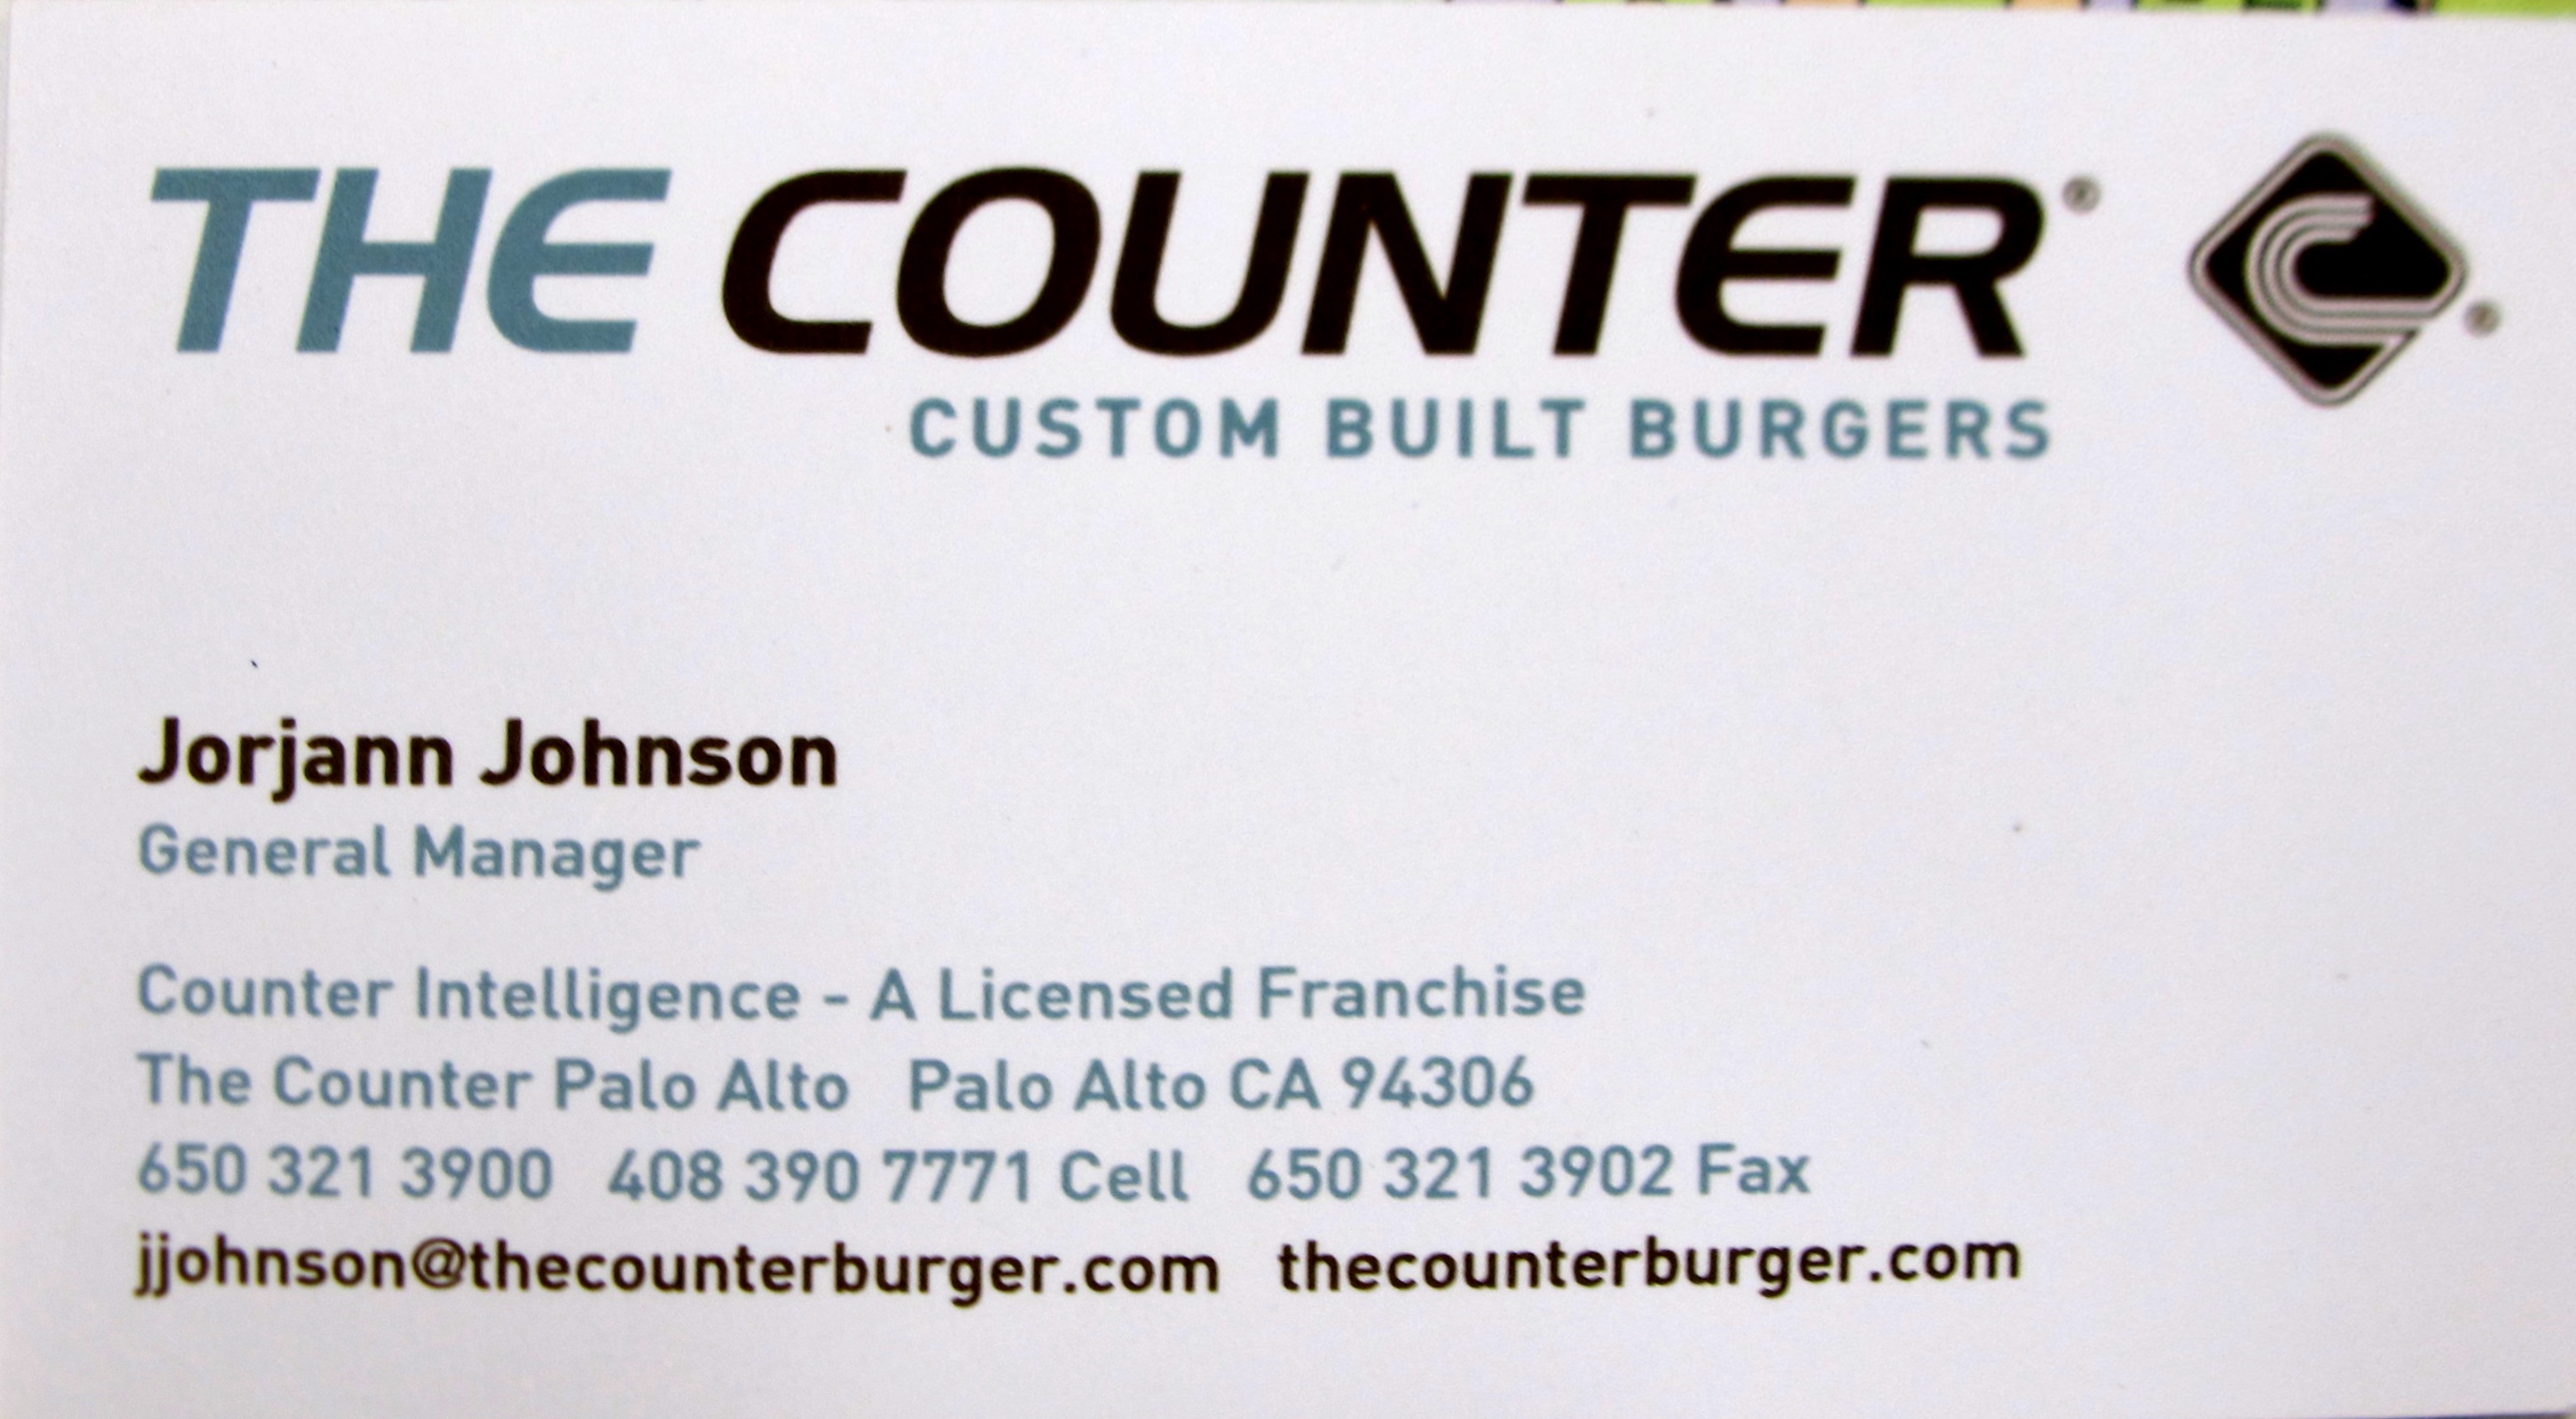 THE COUNTER®
CUSTOM BUILT BURGERS
Jorjann Johnson
General Manager
Counter Intelligence - A Licensed Franchise
The Counter Palo Alto Palo Alto CA 94306
650 321 3900 408 390 7771 Cell 650 321 3902 Fax
jjohnson@thecounterburger.com thecounterburger.com